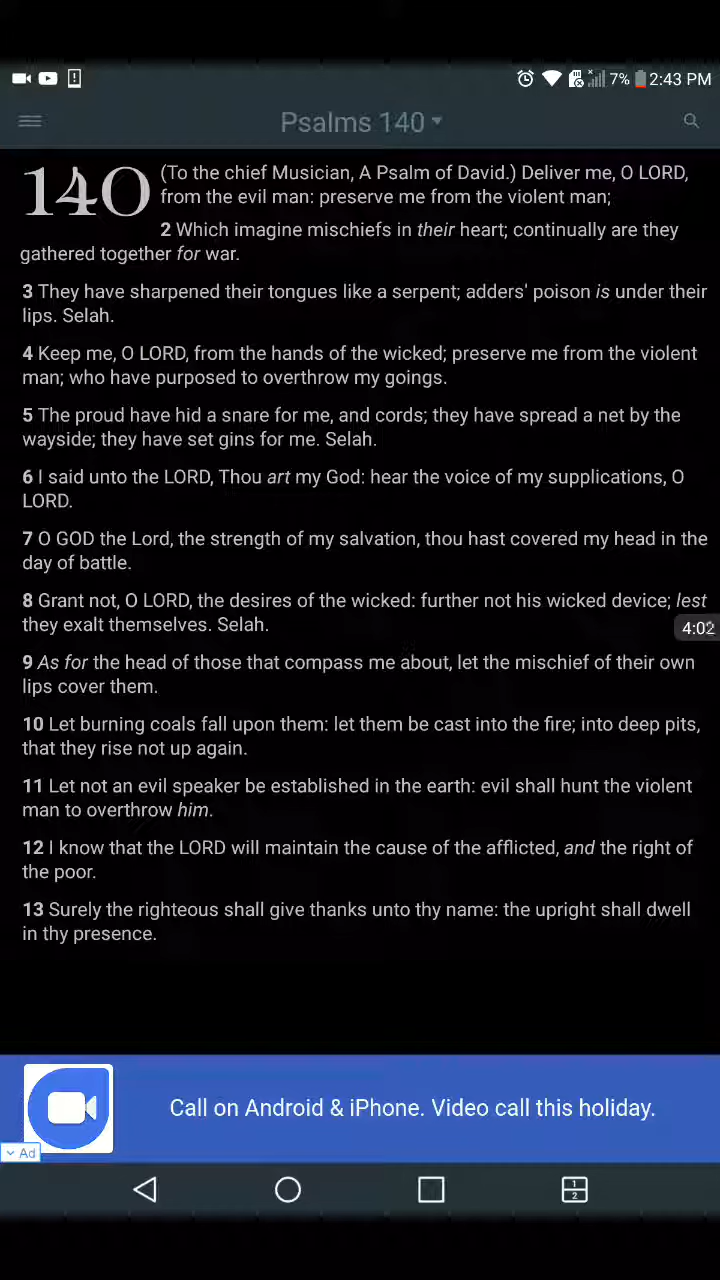 7% 2:43 PM
Psalms 140
140 (To the chief Musician, A Psalm of David.) Deliver me, O LORD,
from the evil man: preserve me from the violent man;
2 Which imagine mischiefs in their heart; continually are they
gathered together for war.
3 They have sharpened their tongues like a serpent; adders' poison is under their
lips. Selah.
4 Keep me, O LORD, from the hands of the wicked; preserve me from the violent
man; who have purposed to overthrow my goings.
5 The proud have hid a snare for me, and cords; they have spread a net by the
wayside; they have set gins for me. Selah.
6 I said unto the LORD, Thou art my God: hear the voice of my supplications, O
LORD.
7 O GOD the Lord, the strength of my salvation, thou hast covered my head in the
day of battle.
8 Grant not, O LORD, the desires of the wicked: further not his wicked device; lest
they exalt themselves. Selah.
4:02
9 As for the head of those that compass me about, let the mischief of their own
lips cover them.
10 Let burning coals fall upon them: let them be cast into the fire; into deep pits,
that they rise not up again.
11 Let not an evil speaker be established in the earth: evil shall hunt the violent
man to overthrow him.
12 I know that the LORD will maintain the cause of the afflicted, and the right of
the poor.
13 Surely the righteous shall give thanks unto thy name: the upright shall dwell
in thy presence.
Call on Android & iPhone. Video call this holiday.
Ad
1
2